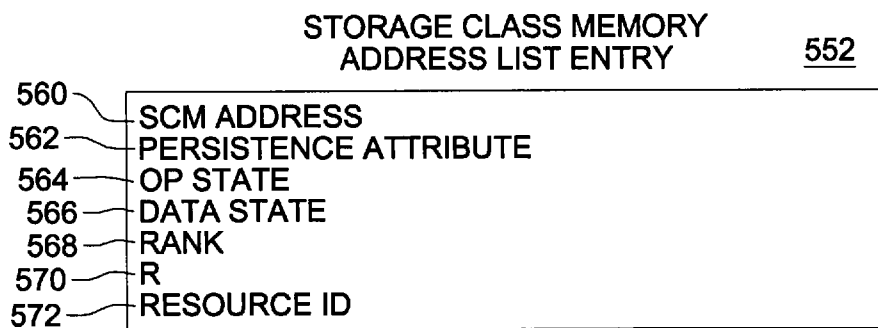 STORAGE CLASS MEMORY
ADDRESS LIST ENTRY 552
560 SCM ADDRESS
562 PERSISTENCE ATTRIBUTE
564 OP STATE
566 DATA STATE
568 RANK
570 R
572 RESOURCE ID